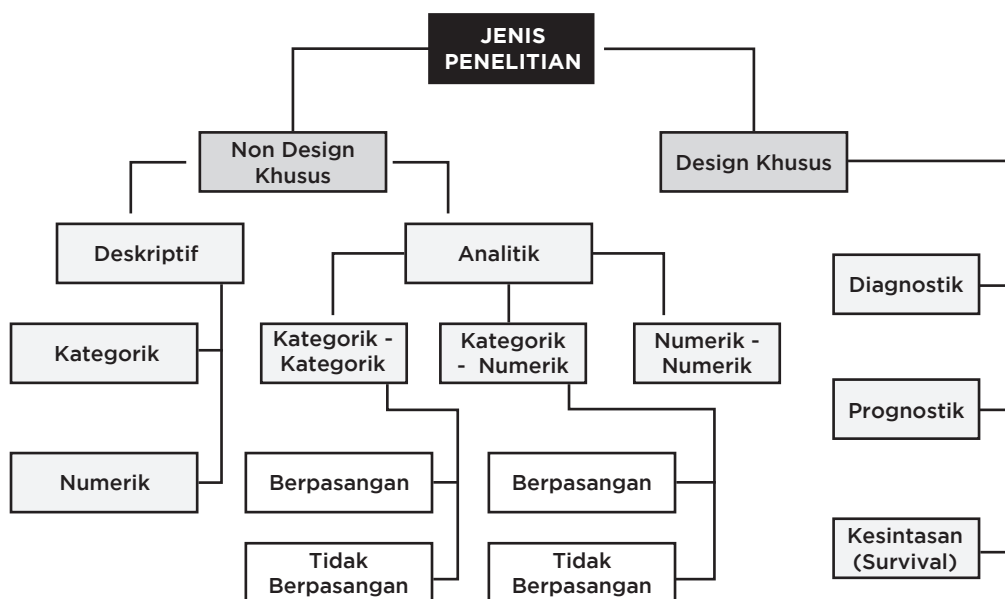 JENIS
PENELITIAN
Non Design
Khusus
Design Khusus
Deskriptif
Analitik
Diagnostik
Kategorik
Kategorik -
Kategorik
Kategorik
- Numerik
Numerik -
Numerik
Prognostik
Numerik
Berpasangan
Berpasangan
Tidak
Berpasangan
Tidak
Berpasangan
Kesintasan
(Survival)